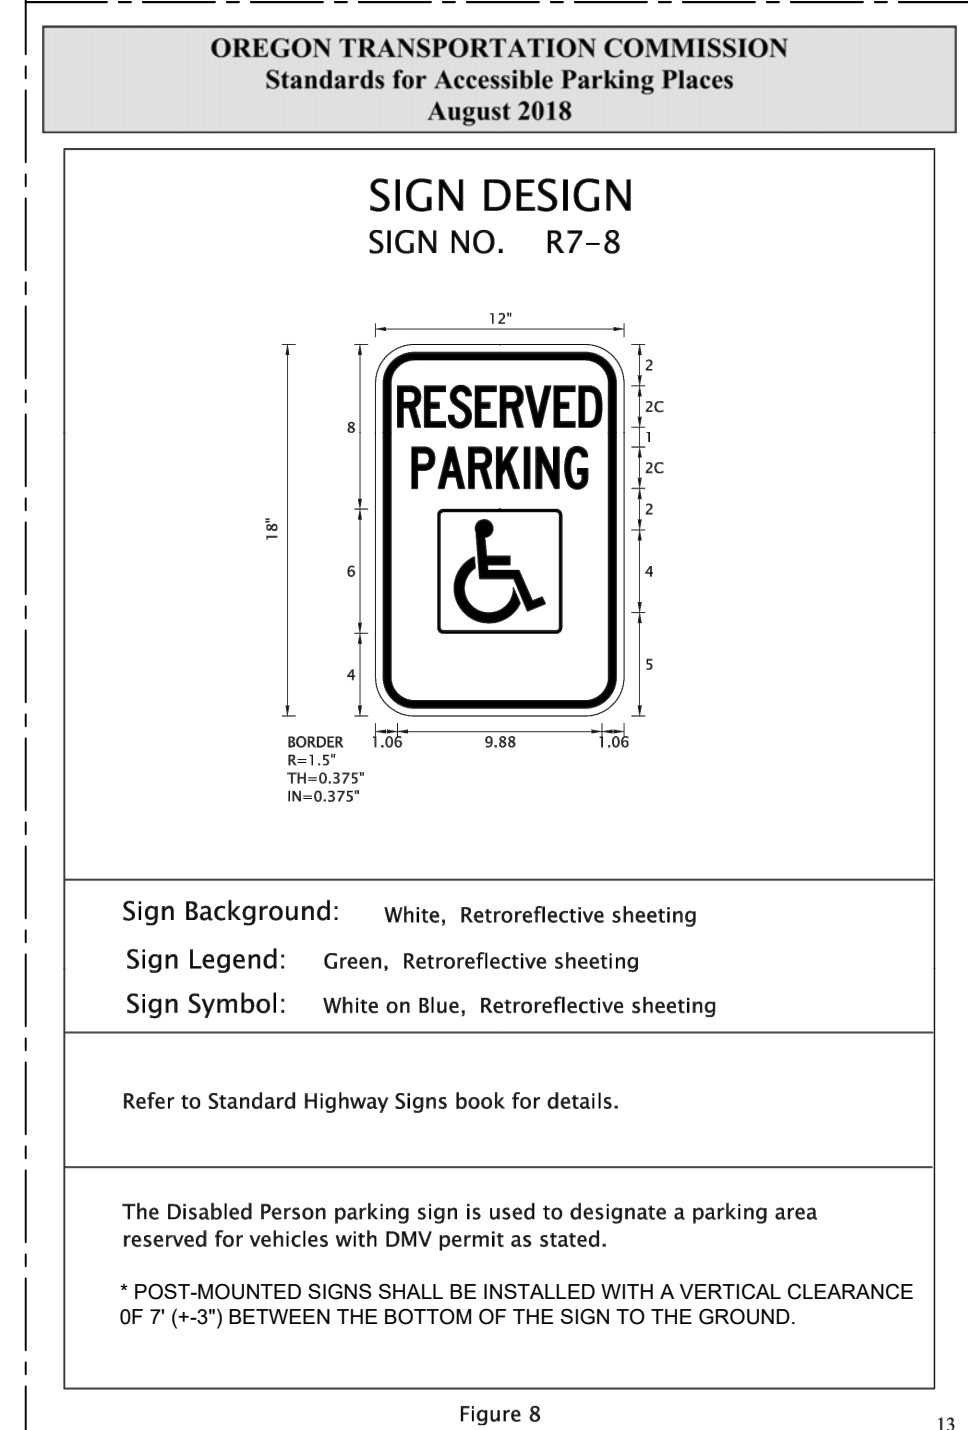 OREGON TRANSPORTATION COMMISSION
Standards for Accessible Parking Places
August 2018
SIGN DESIGN
SIGN NO. R7-8
12"
18"
8
6
4
RESERVED
PARKING
2
2C
1
2C
2
4
5
1.06 9.88 1.06
BORDER
R=1.5"
TH=0.375"
IN=0.375"
Sign Background: White, Retroreflective sheeting
Sign Legend: Green, Retroreflective sheeting
Sign Symbol: White on Blue, Retroreflective sheeting
Refer to Standard Highway Signs book for details.
The Disabled Person parking sign is used to designate a parking area
reserved for vehicles with DMV permit as stated.
* POST-MOUNTED SIGNS SHALL BE INSTALLED WITH A VERTICAL CLEARANCE
0F 7' (+-3") BETWEEN THE BOTTOM OF THE SIGN TO THE GROUND.
Figure 8
13